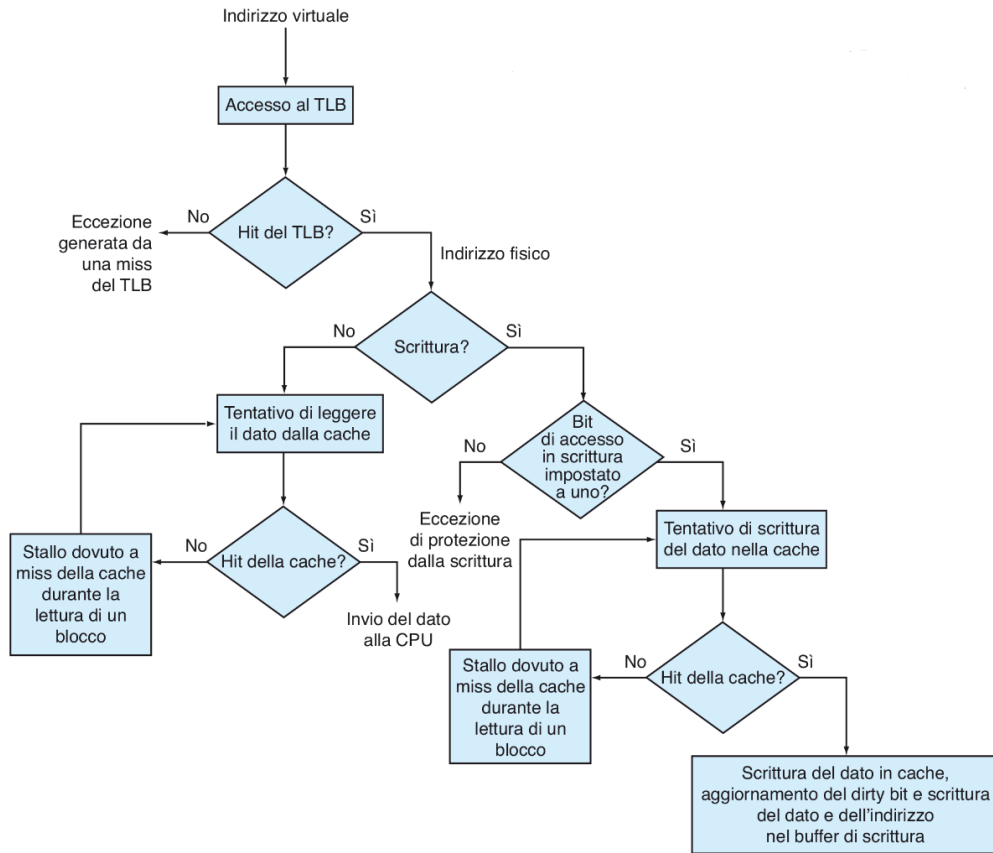 Indirizzo virtuale
Accesso al TLB
Hit del TLB?
No
Sì
Eccezione
generata da
una miss
del TLB
Indirizzo fisico
Scrittura?
No
Sì
Tentativo di leggere
il dato dalla cache
Bit
di accesso
in scrittura
impostato
a uno?
No
Sì
Eccezione
di protezione
dalla scrittura
Tentativo di scrittura
del dato nella cache
Stallo dovuto a
miss della cache
durante la
lettura di un
blocco
No
Hit della cache?
Sì
Invio del dato
alla CPU
Stallo dovuto a
miss della cache
durante la
lettura di un
blocco
No
Hit della cache?
Sì
Scrittura del dato in cache,
aggiornamento del dirty bit e scrittura
del dato e dell'indirizzo
nel buffer di scrittura